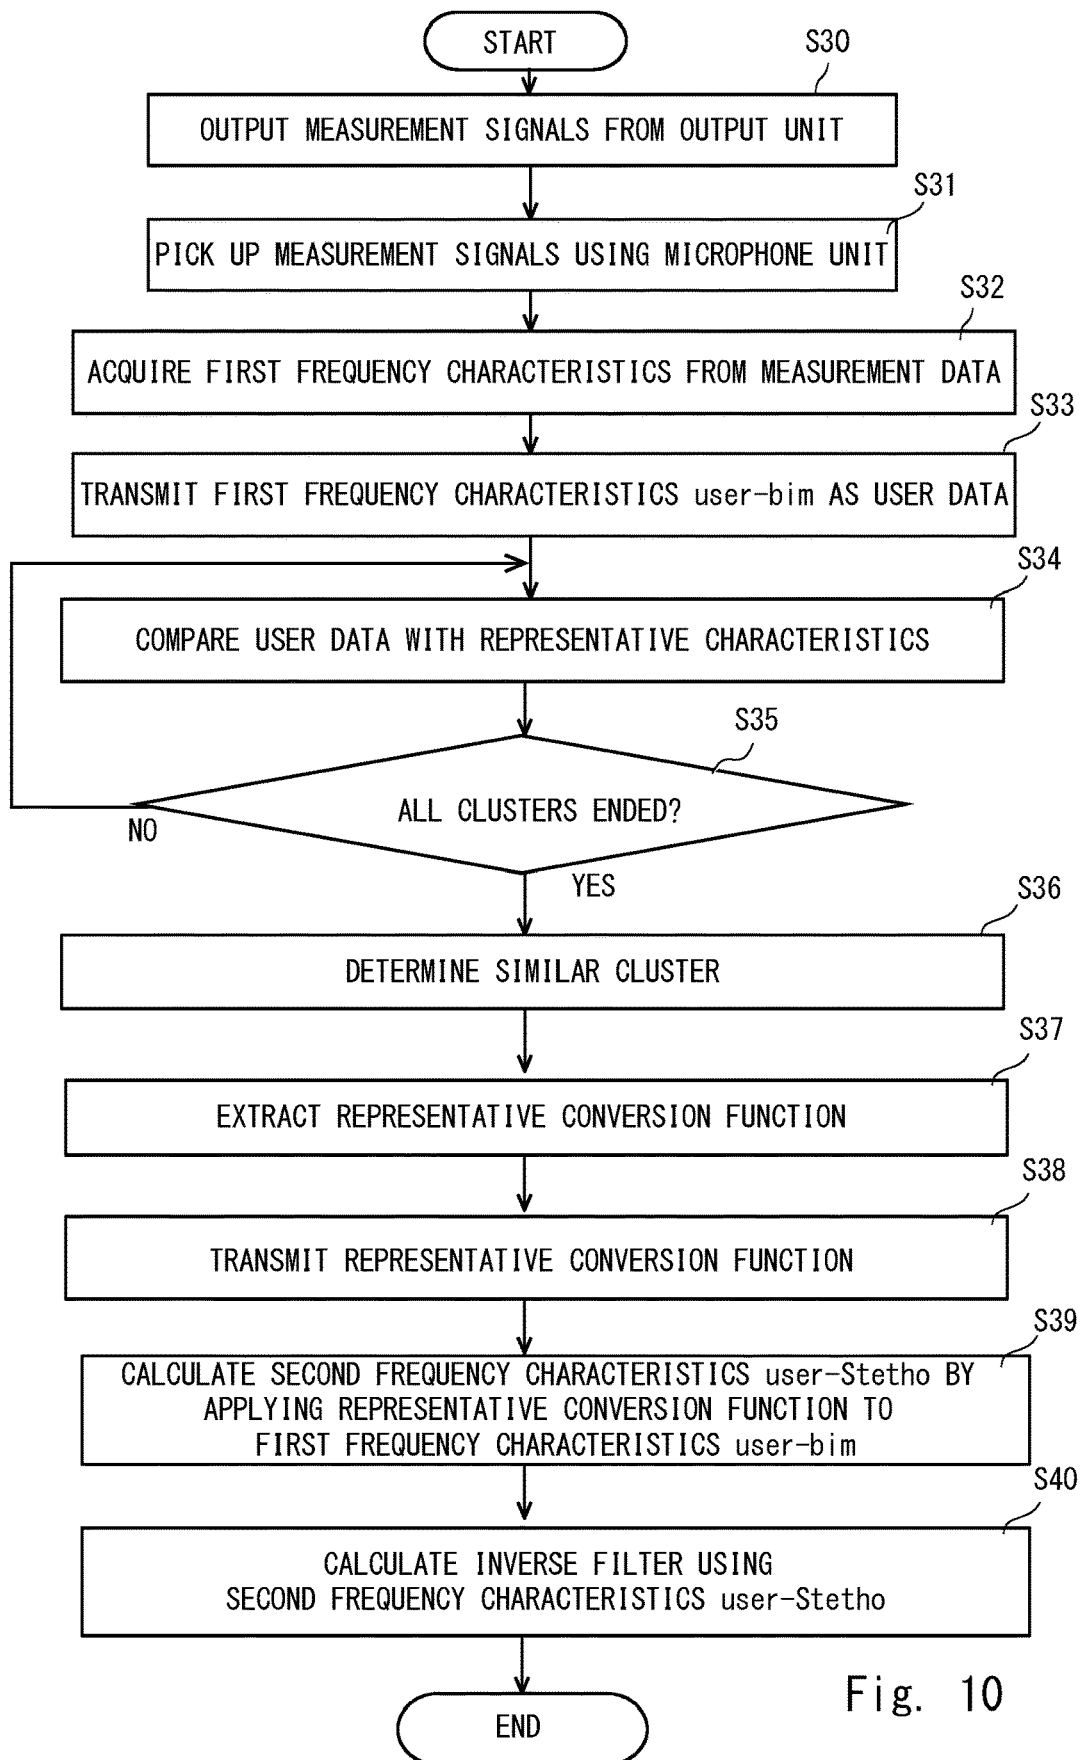 START
S30
OUTPUT MEASUREMENT SIGNALS FROM OUTPUT UNIT
S31
PICK UP MEASUREMENT SIGNALS USING MICROPHONE UNIT
S32
ACQUIRE FIRST FREQUENCY CHARACTERISTICS FROM MEASUREMENT DATA
S33
TRANSMIT FIRST FREQUENCY CHARACTERISTICS user-bim AS USER DATA
S34
COMPARE USER DATA WITH REPRESENTATIVE CHARACTERISTICS
S35
ALL CLUSTERS ENDED?
NO
YES
S36
DETERMINE SIMILAR CLUSTER
S37
EXTRACT REPRESENTATIVE CONVERSION FUNCTION
S38
TRANSMIT REPRESENTATIVE CONVERSION FUNCTION
S39
CALCULATE SECOND FREQUENCY CHARACTERISTICS user-Stetho BY
APPLYING REPRESENTATIVE CONVERSION FUNCTION TO
FIRST FREQUENCY CHARACTERISTICS user-bim
S40
CALCULATE INVERSE FILTER USING
SECOND FREQUENCY CHARACTERISTICS user-Stetho
END
Fig. 10